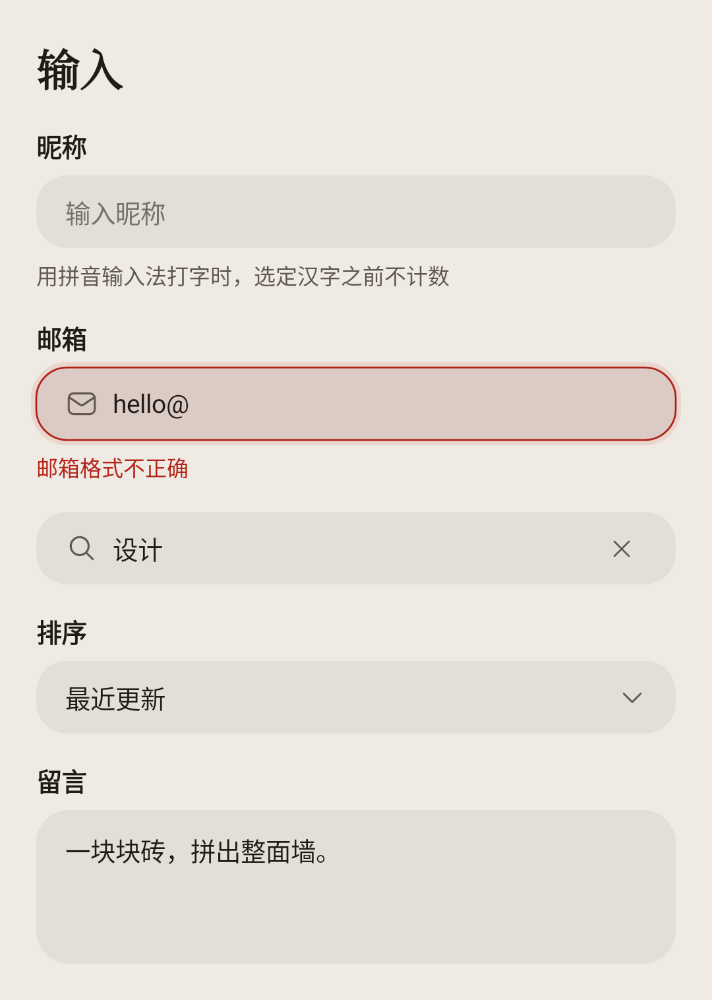 输入
昵称
输入昵称
用拼音输入法打字时，选定汉字之前不计数
邮箱
hello@
邮箱格式不正确
设计
排序
最近更新
留言
一块块砖，拼出整面墙。